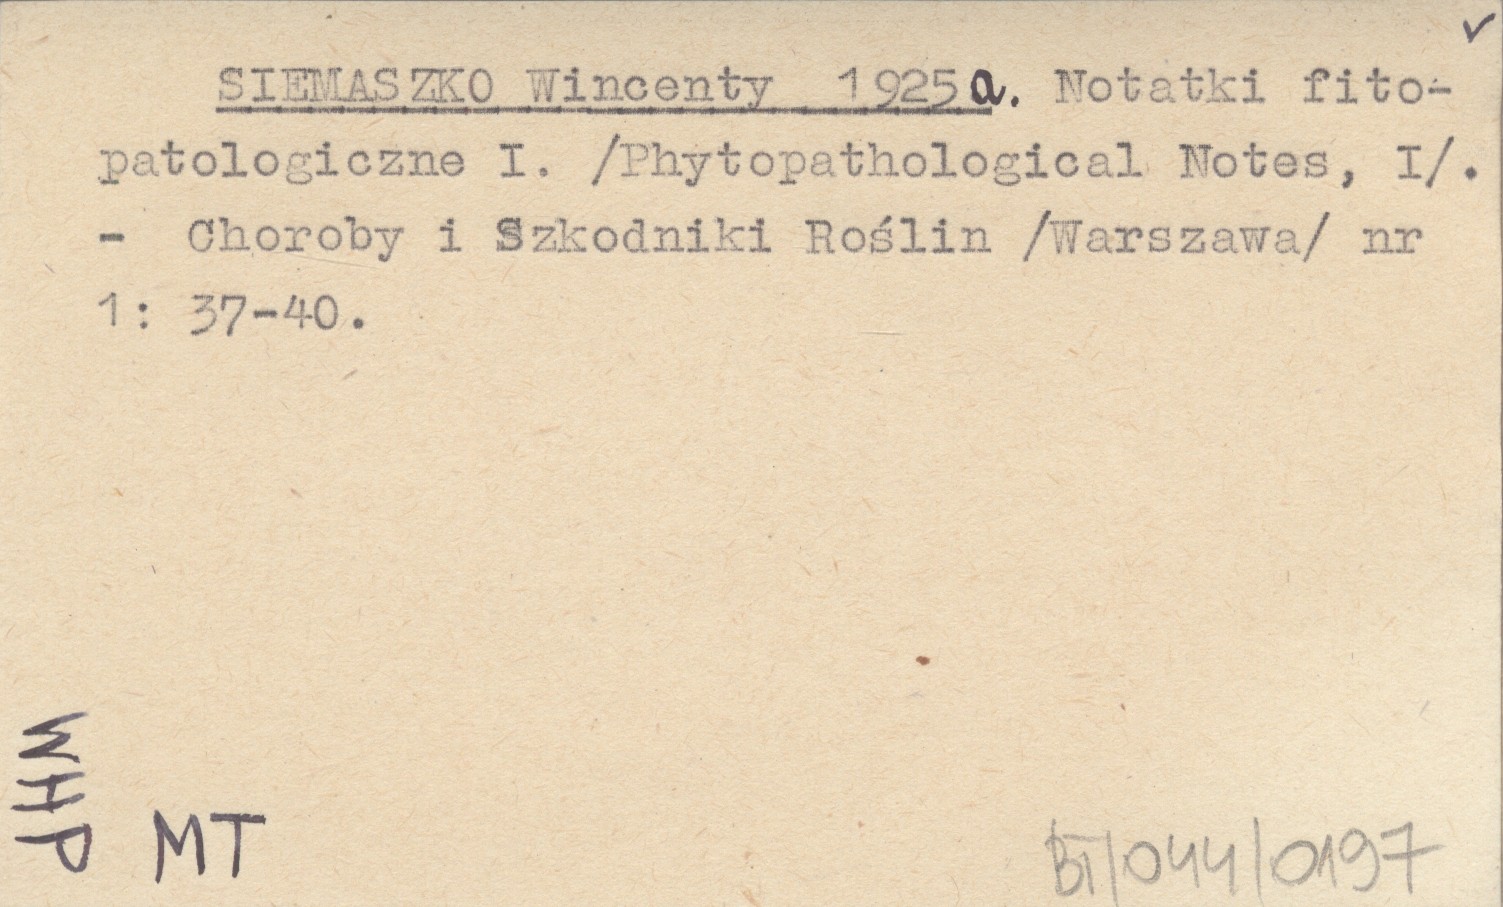 SIEMASZKO Wincenty 1925a. Notatki fito-
patologiczne I. /Phytopathological Notes, I/.
- Choroby i Szkodniki Roślin /Warszawa/ nr
1: 37-40.
WHP
MT
BT/044/0197